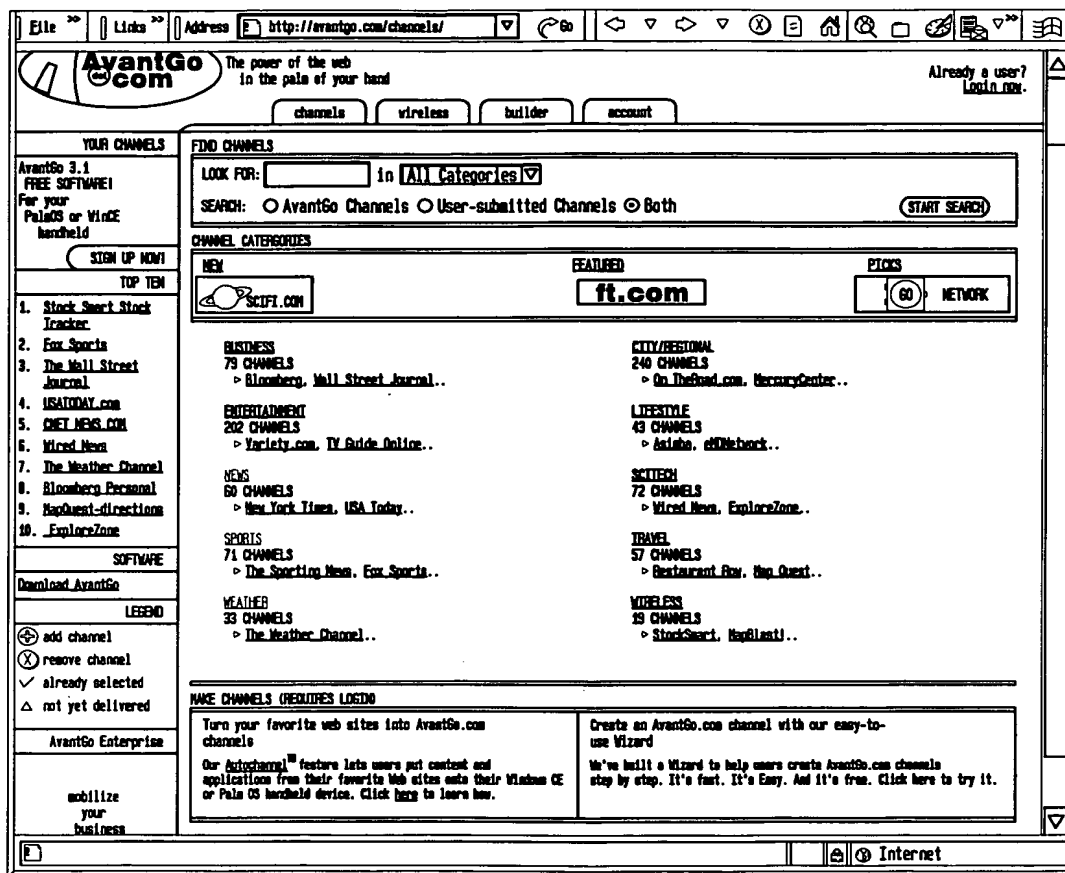 File » Links » Address http://avantgo.com/channels/ Go
AvantGo
.com
The power of the web
in the palm of your hand
Already a user?
Login now.
channels wireless builder account
YOUR CHANNELS
AvantGo 3.1
FREE SOFTWARE!
For your
PalmOS or WinCE
handheld
SIGN UP NOW!
TOP TEN
1. Stock Smart Stock
Tracker
2. Fox Sports
3. The Wall Street
Journal
4. USATODAY.com
5. CNET NEWS.COM
6. Wired News
7. The Weather Channel
8. Bloomberg Personal
9. MapQuest-directions
10. ExploreZone
SOFTWARE
Download AvantGo
LEGEND
add channel
remove channel
already selected
not yet delivered
AvantGo Enterprise
mobilize
your
business
FIND CHANNELS
LOOK FOR: in All Categories
SEARCH: AvantGo Channels User-submitted Channels Both START SEARCH
CHANNEL CATERGORIES
NEW FEATURED PICKS
SCIFI.COM ft.com GO NETWORK
BUSINESS
79 CHANNELS
Bloomberg, Wall Street Journal..
ENTERTAINMENT
202 CHANNELS
Variety.com, TV Guide Online..
NEWS
60 CHANNELS
New York Times, USA Today..
SPORTS
71 CHANNELS
The Sporting News, Fox Sports..
WEATHER
33 CHANNELS
The Weather Channel..
CITY/REGIONAL
240 CHANNELS
On TheRoad.com, MercuryCenter..
LIFESTYLE
43 CHANNELS
Asimba, eMDNetwork..
SCITECH
72 CHANNELS
Wired News, ExploreZone..
TRAVEL
57 CHANNELS
Restaurant Row, Map Quest..
WIRELESS
19 CHANNELS
StockSmart, MapBlast!..
MAKE CHANNELS (REQUIRES LOGIN)
Turn your favorite web sites into AvantGo.com
channels
Our Autochannel feature lets users put content and
applications from their favorite Web sites onto their Windows CE
or Palm OS handheld device. Click here to learn how.
Create an AvantGo.com channel with our easy-to-
use Wizard
We've built a Wizard to help users create AvantGo.com channels
step by step. It's fast. It's Easy. And it's free. Click here to try it.
Internet